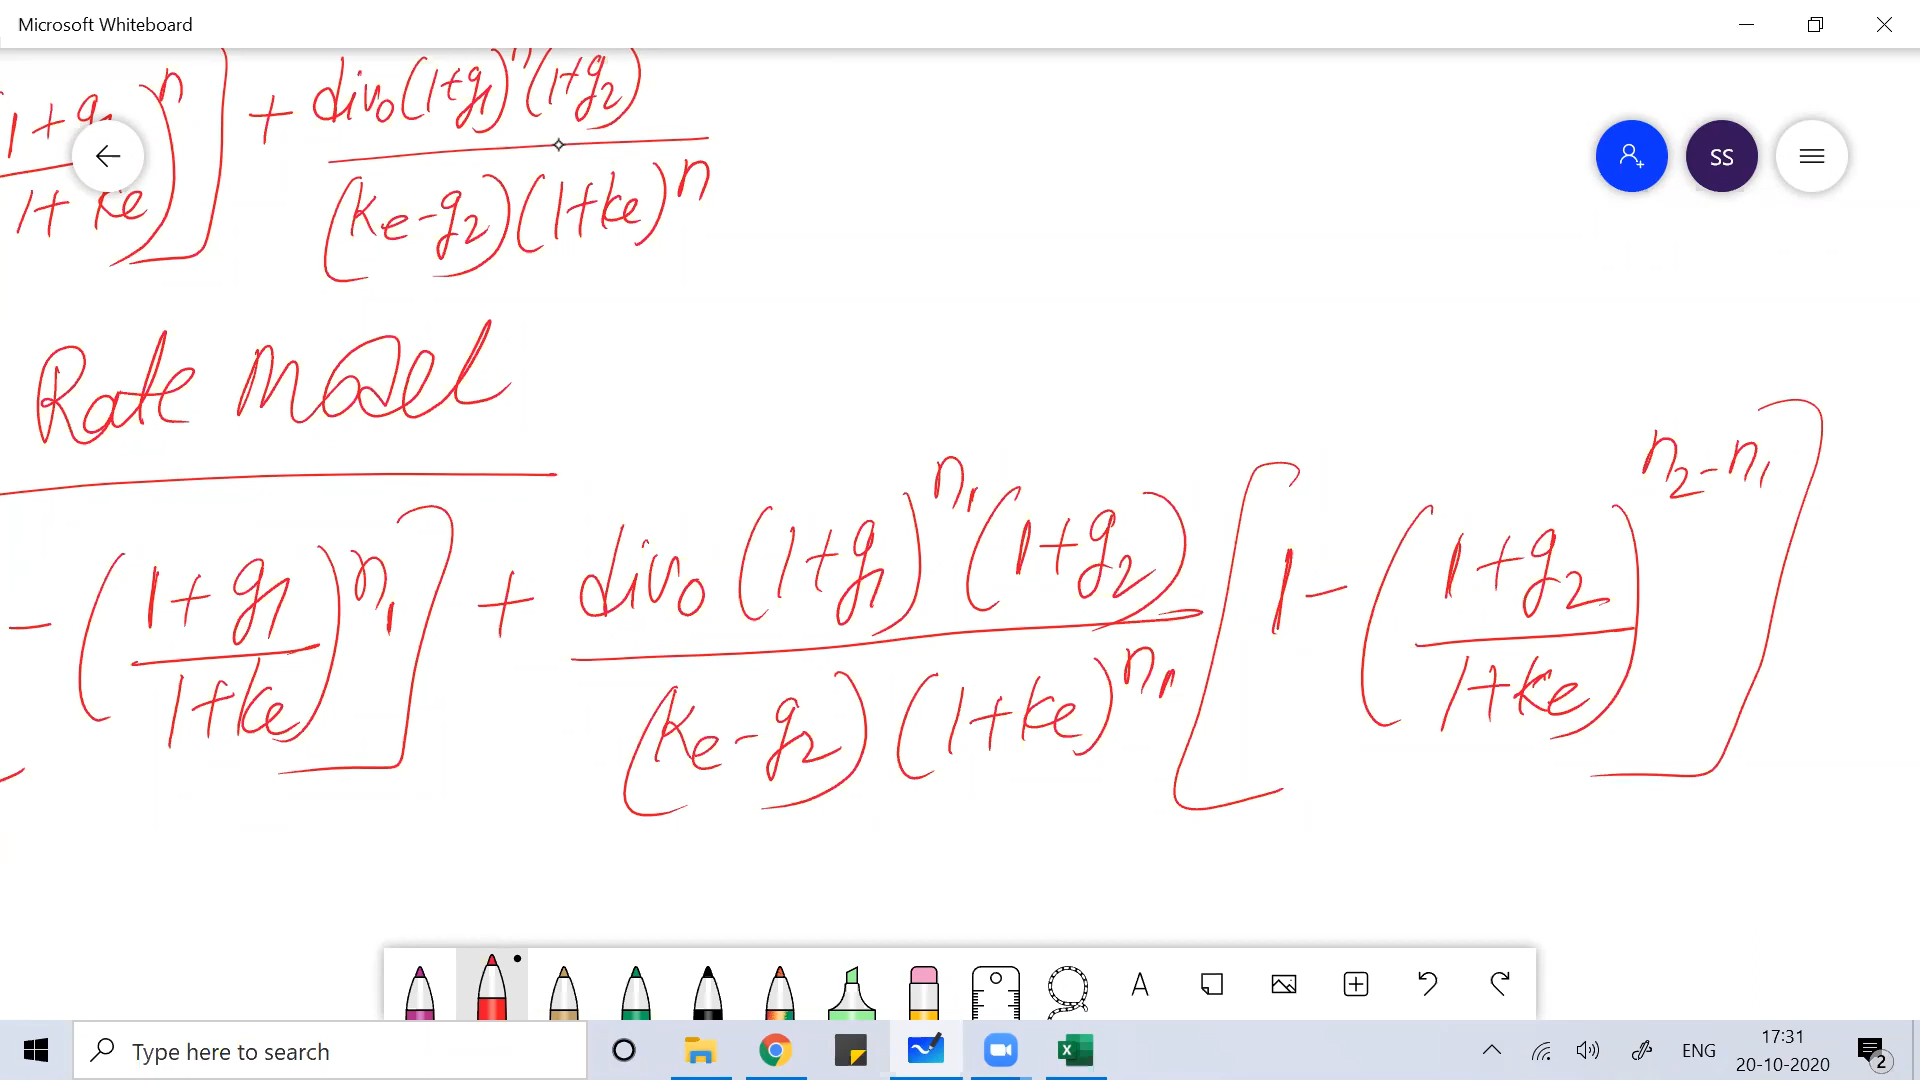 Microsoft Whiteboard
1+g
1+ke
)^n ] + div₀(1+g₁)^n(1+g₂)
(ke-g₂)(1+ke)^n
SS
Rate Model
- ( 1+g₁ / 1+ke )^n₁ ] + div₀(1+g₁)^n₁(1+g₂) / (ke-g₂)(1+ke)^n₁ [ 1 - ( 1+g₂ / 1+ke )^n₂-n₁ ]
A
Type here to search
ENG
17:31
20-10-2020
2